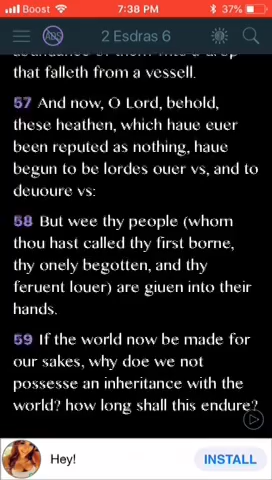 Boost 7:38 PM 37%
2 Esdras 6
that falleth from a vessell.
57 And now, O Lord, behold,
these heathen, which haue euer
been reputed as nothing, haue
begun to be lordes ouer vs, and to
deuoure vs:
58 But wee thy people (whom
thou hast called thy first borne,
thy onely begotten, and thy
feruent louer) are giuen into their
hands.
59 If the world now be made for
our sakes, why doe we not
possesse an inheritance with the
world? how long shall this endure?
Hey! INSTALL